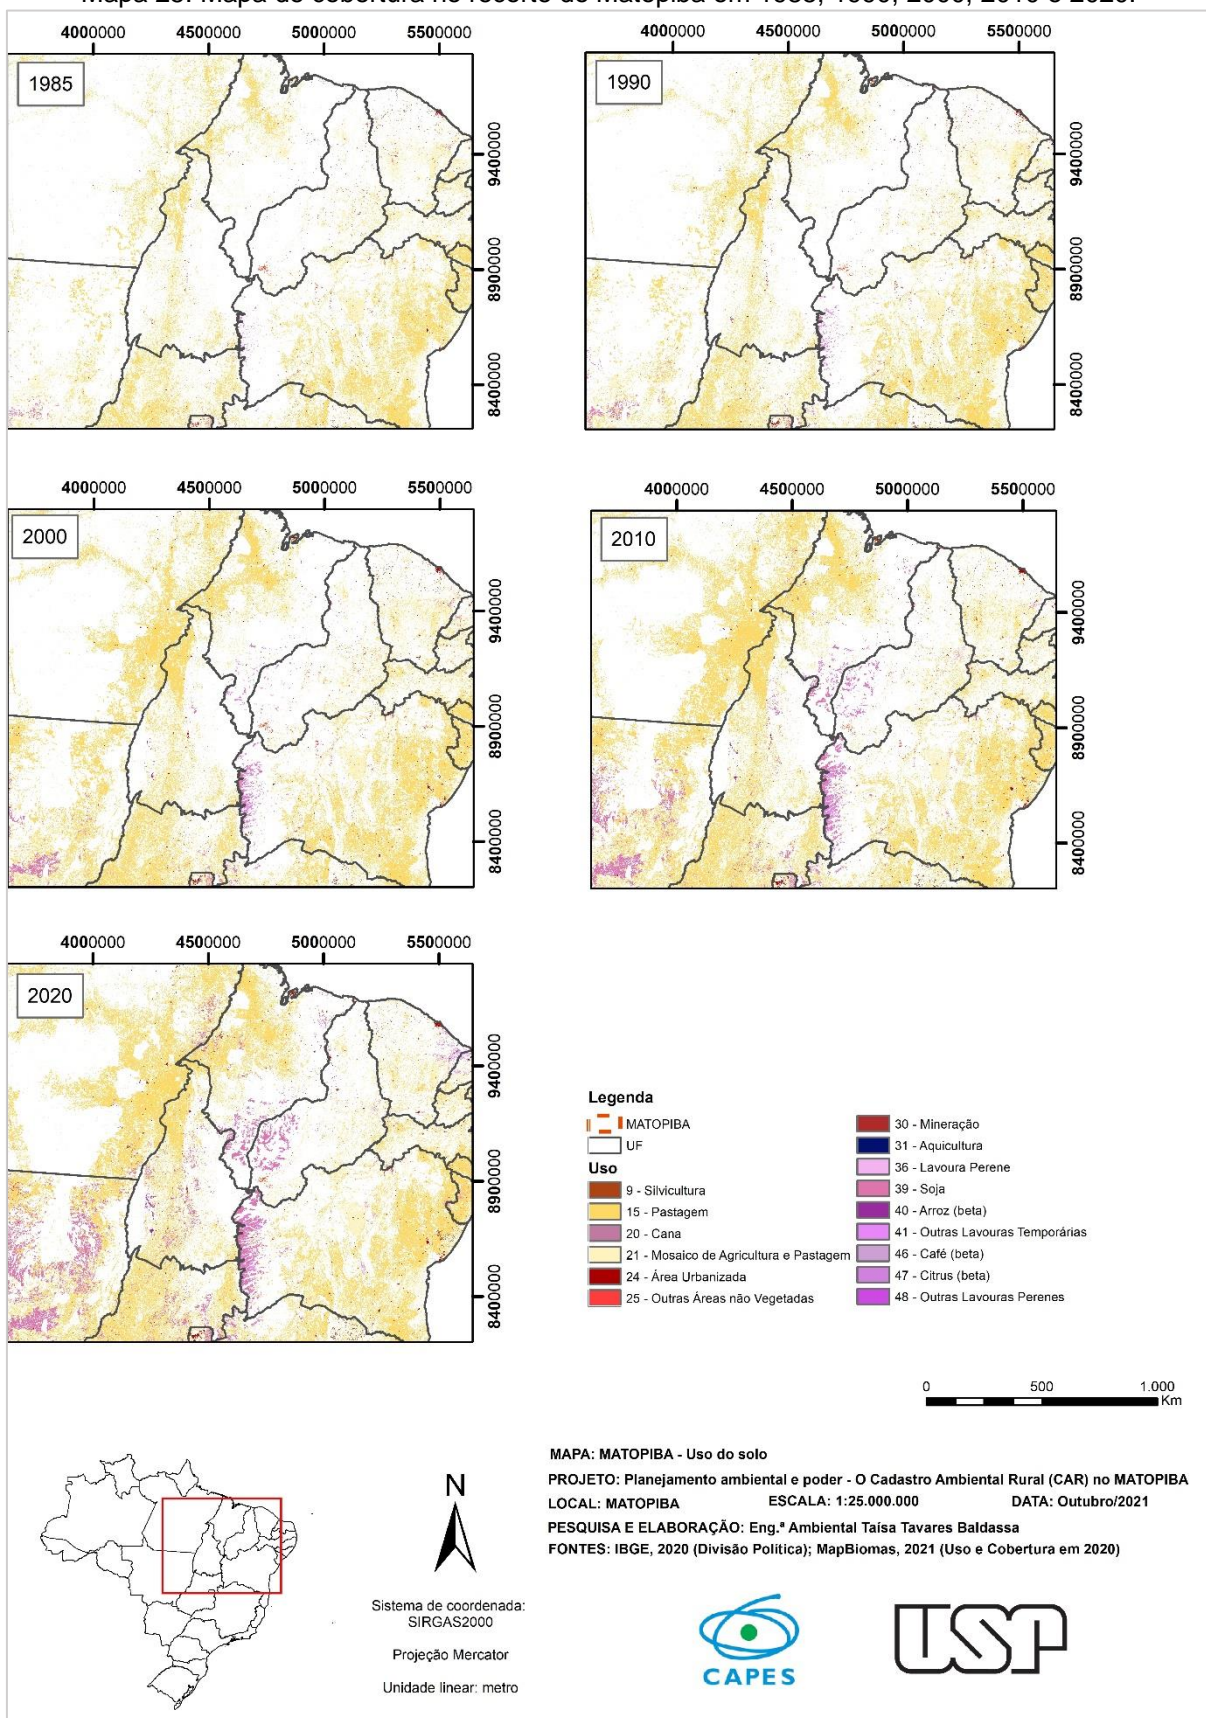 4000000 4500000 5000000 5500000
1985
9400000
8900000
8400000
4000000 4500000 5000000 5500000
1990
9400000
8900000
8400000
4000000 4500000 5000000 5500000
2000
9400000
8900000
8400000
4000000 4500000 5000000 5500000
2010
9400000
8900000
8400000
4000000 4500000 5000000 5500000
2020
9400000
8900000
8400000
Legenda
MATOPIBA
UF
Uso
9 - Silvicultura
15 - Pastagem
20 - Cana
21 - Mosaico de Agricultura e Pastagem
24 - Área Urbanizada
25 - Outras Áreas não Vegetadas
30 - Mineração
31 - Aquicultura
36 - Lavoura Perene
39 - Soja
40 - Arroz (beta)
41 - Outras Lavouras Temporárias
46 - Café (beta)
47 - Citrus (beta)
48 - Outras Lavouras Perenes
0 500 1.000
Km
N
Sistema de coordenada:
SIRGAS2000
Projeção Mercator
Unidade linear: metro
MAPA: MATOPIBA - Uso do solo
PROJETO: Planejamento ambiental e poder - O Cadastro Ambiental Rural (CAR) no MATOPIBA
LOCAL: MATOPIBA ESCALA: 1:25.000.000 DATA: Outubro/2021
PESQUISA E ELABORAÇÃO: Eng.ª Ambiental Taísa Tavares Baldassa
FONTES: IBGE, 2020 (Divisão Política); MapBiomas, 2021 (Uso e Cobertura em 2020)
CAPES
USP